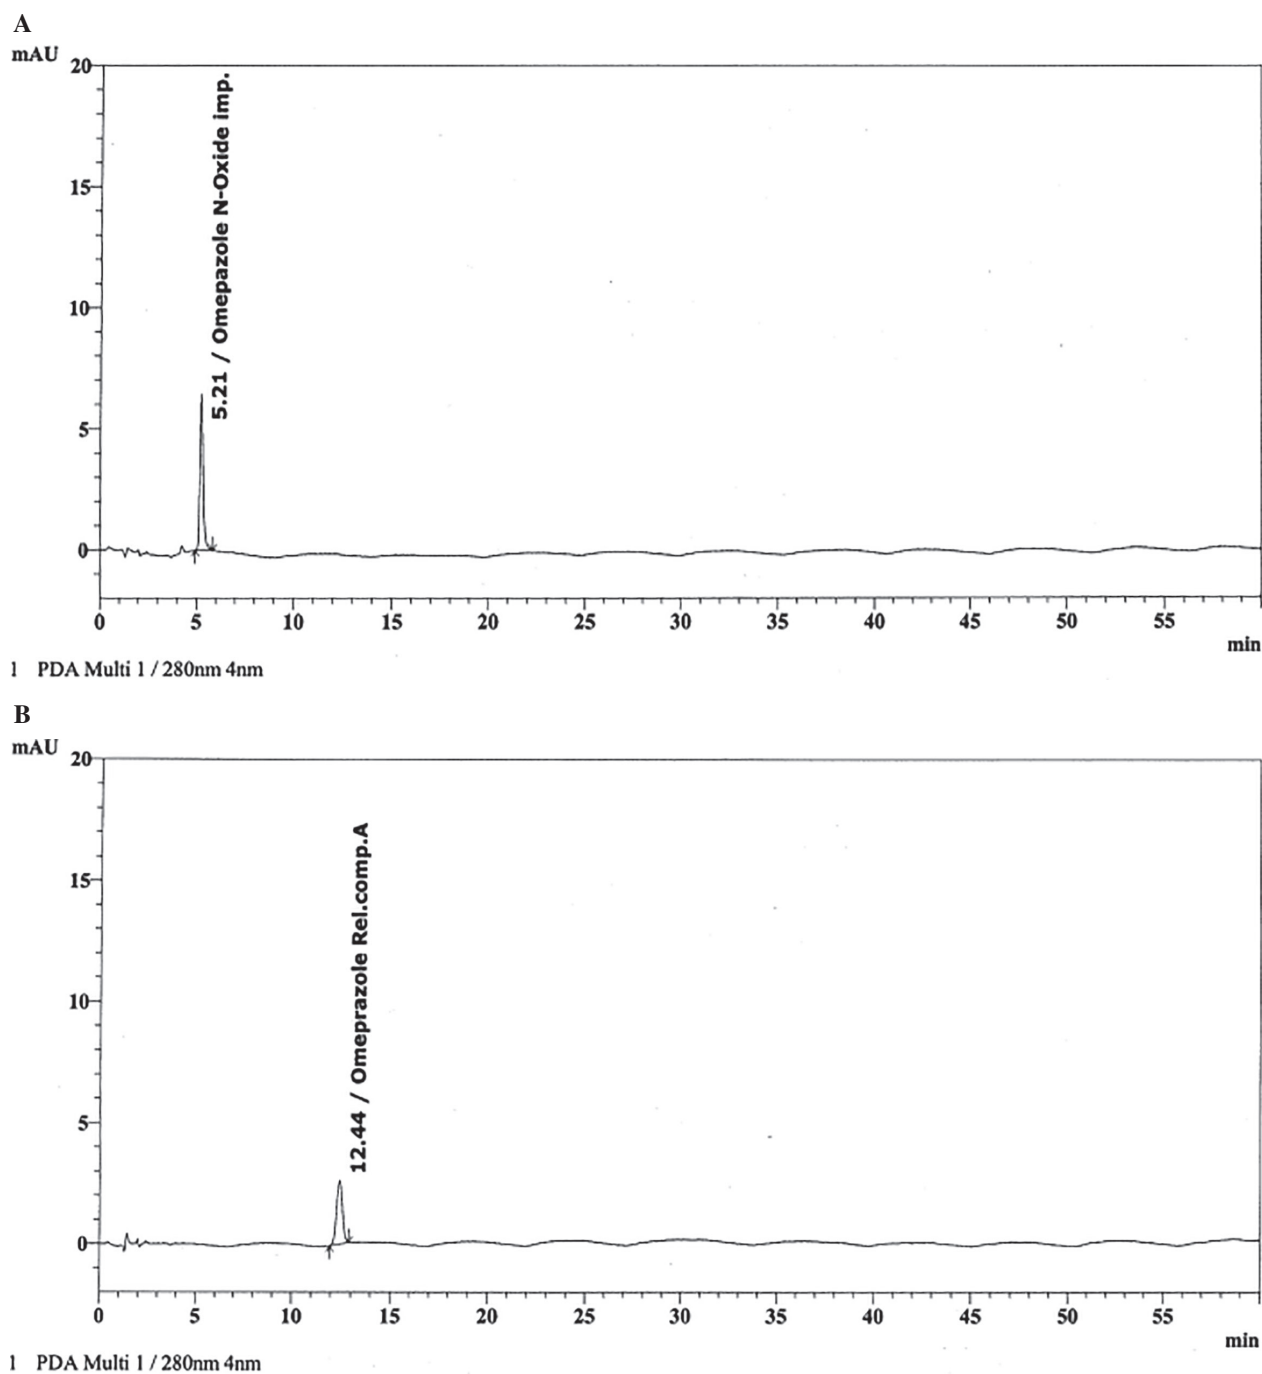 A
mAU
20
15
10
5
0
5.21 / Omepazole N-Oxide imp.
0 5 10 15 20 25 30 35 40 45 50 55
min
1 PDA Multi 1 / 280nm 4nm
B
mAU
20
15
10
5
0
12.44 / Omeprazole Rel.comp.A
0 5 10 15 20 25 30 35 40 45 50 55
min
1 PDA Multi 1 / 280nm 4nm